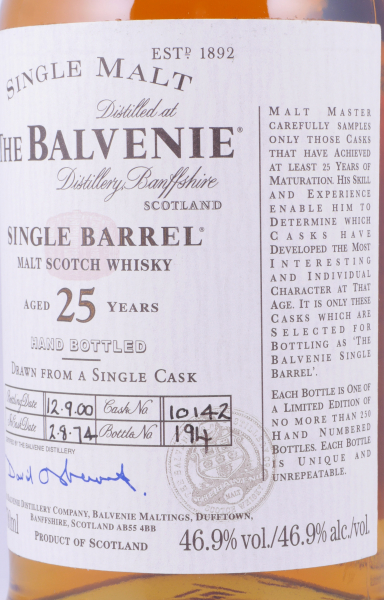 ESTD 1892
SINGLE MALT
Distilled at
THE BALVENIE®
Distillery, Banffshire
SCOTLAND
SINGLE BARREL®
MALT SCOTCH WHISKY
AGED 25 YEARS
HAND BOTTLED
DRAWN FROM A SINGLE CASK
Bottling Date 12.9.00 Cask No 10142
2.8.74 Bottle No 194
BY THE BALVENIE DISTILLERY
DISTILLERY COMPANY, BALVENIE MALTINGS, DUFFTOWN,
BANFFSHIRE, SCOTLAND AB55 4BB
PRODUCT OF SCOTLAND
46.9% vol./46.9% alc./vol.
MALT MASTER
CAREFULLY SAMPLES
ONLY THOSE CASKS
THAT HAVE ACHIEVED
AT LEAST 25 YEARS OF
MATURATION. HIS SKILL
AND EXPERIENCE
ENABLE HIM TO
DETERMINE WHICH
CASKS HAVE
DEVELOPED THE MOST
INTERESTING
AND INDIVIDUAL
CHARACTER AT THAT
AGE. IT IS ONLY THESE
CASKS WHICH ARE
SELECTED FOR
BOTTLING AS 'THE
BALVENIE SINGLE
BARREL'.
EACH BOTTLE IS ONE OF
A LIMITED EDITION OF
NO MORE THAN 250
HAND NUMBERED
BOTTLES. EACH BOTTLE
IS UNIQUE AND
UNREPEATABLE.